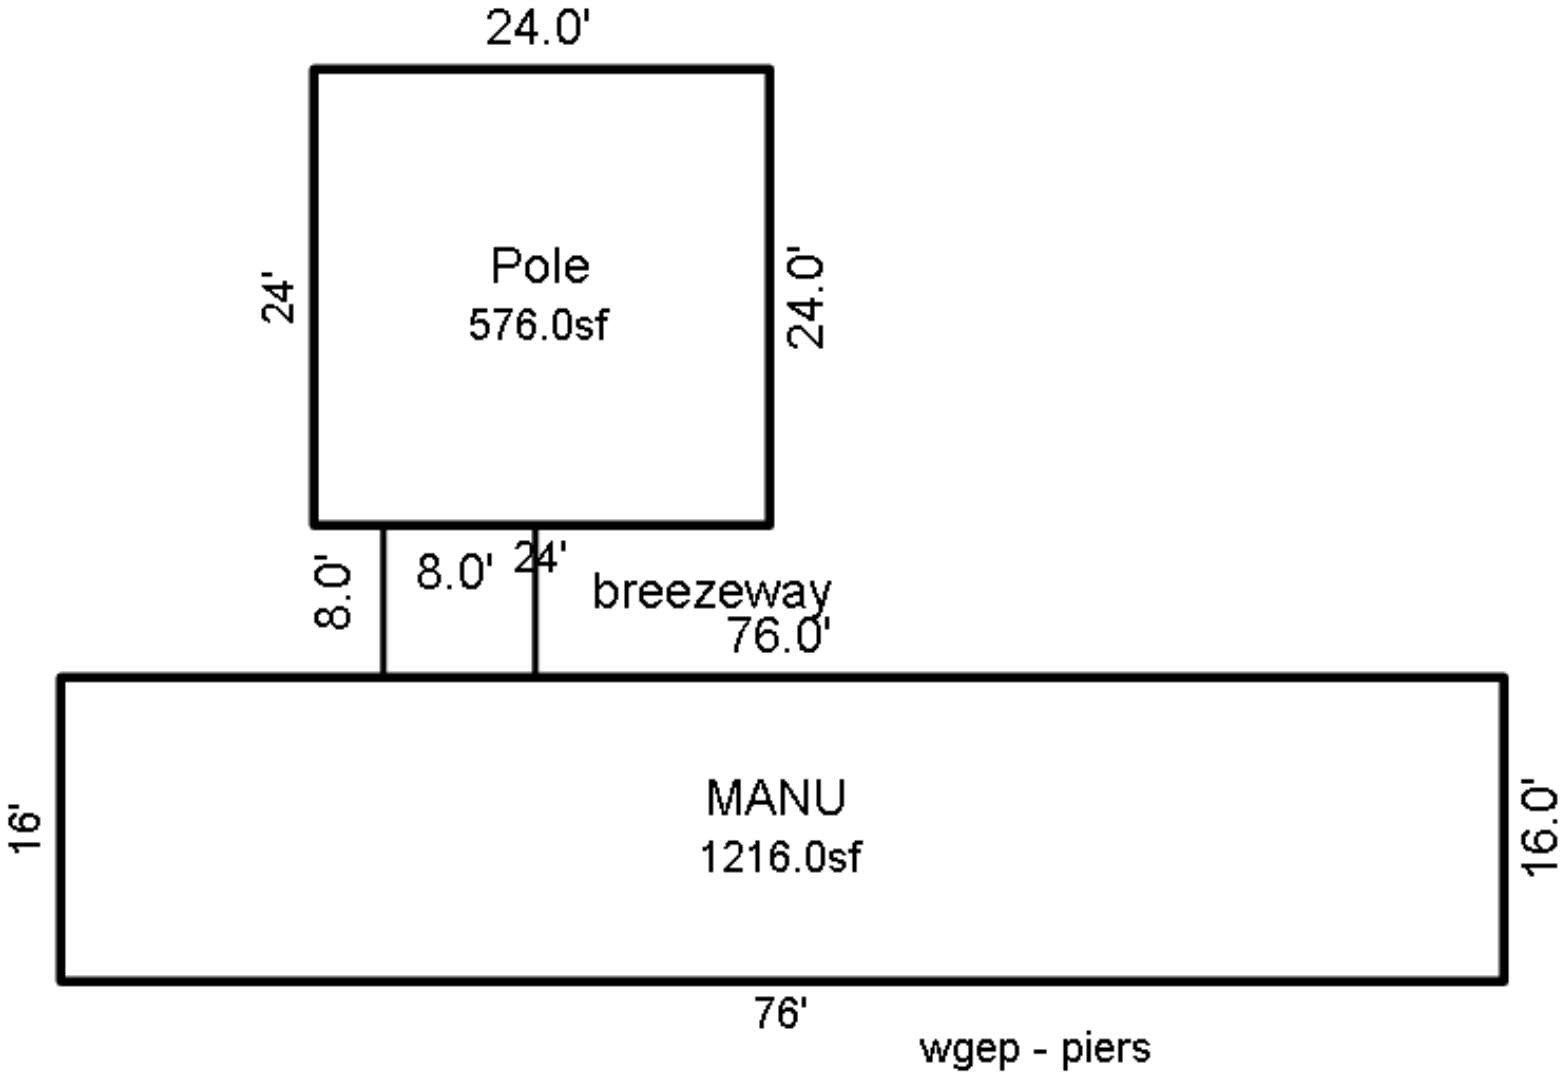 24.0'
24'
Pole
576.0sf
24.0'
8.0'
8.0'
24'
breezeway
76.0'
16'
MANU
1216.0sf
16.0'
76'
wgep - piers